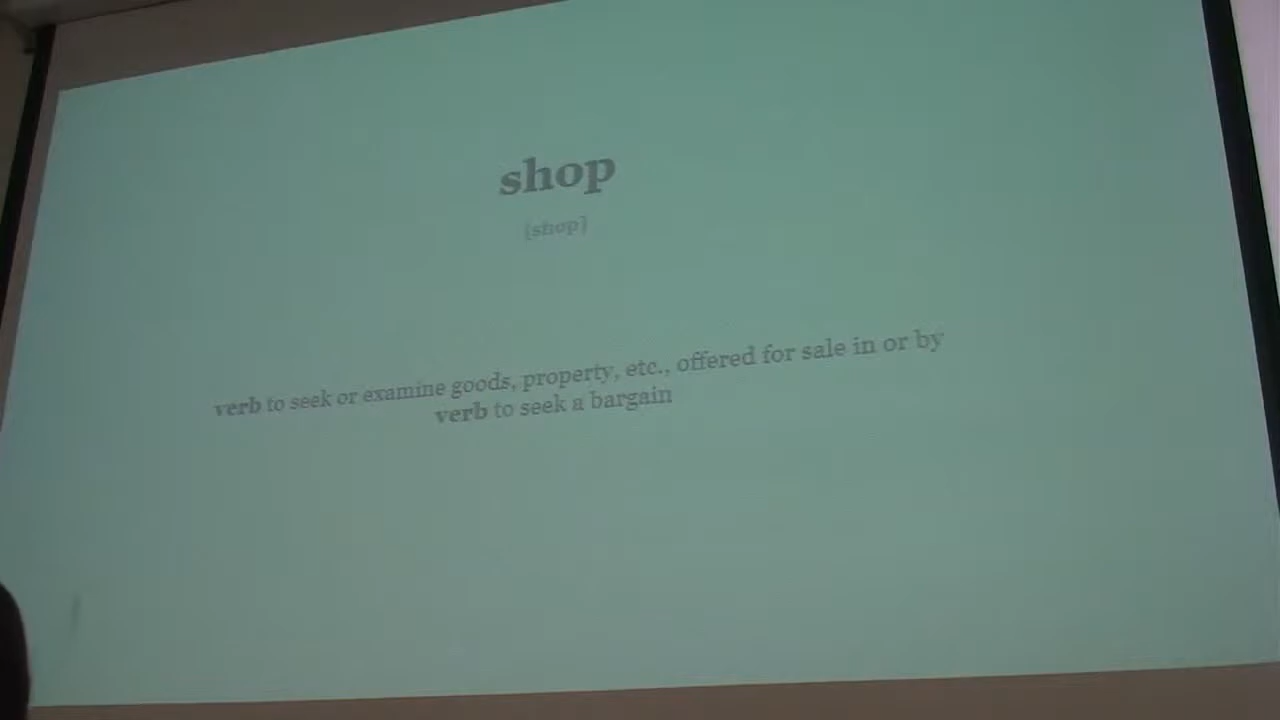 shop
[shop]
verb to seek or examine goods, property, etc., offered for sale in or by
verb to seek a bargain